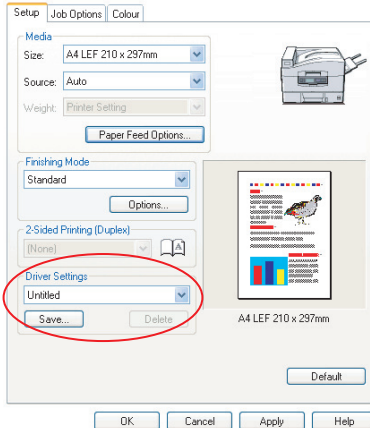 Setup Job Options Colour
Media
Size: A4 LEF 210 x 297mm
Source: Auto
Weight: Printer Setting
Paper Feed Options...
Finishing Mode
Standard
Options...
2-Sided Printing (Duplex)
(None)
A
Driver Settings
Untitled
Save... Delete
A4 LEF 210 x 297mm
Default
OK Cancel Apply Help